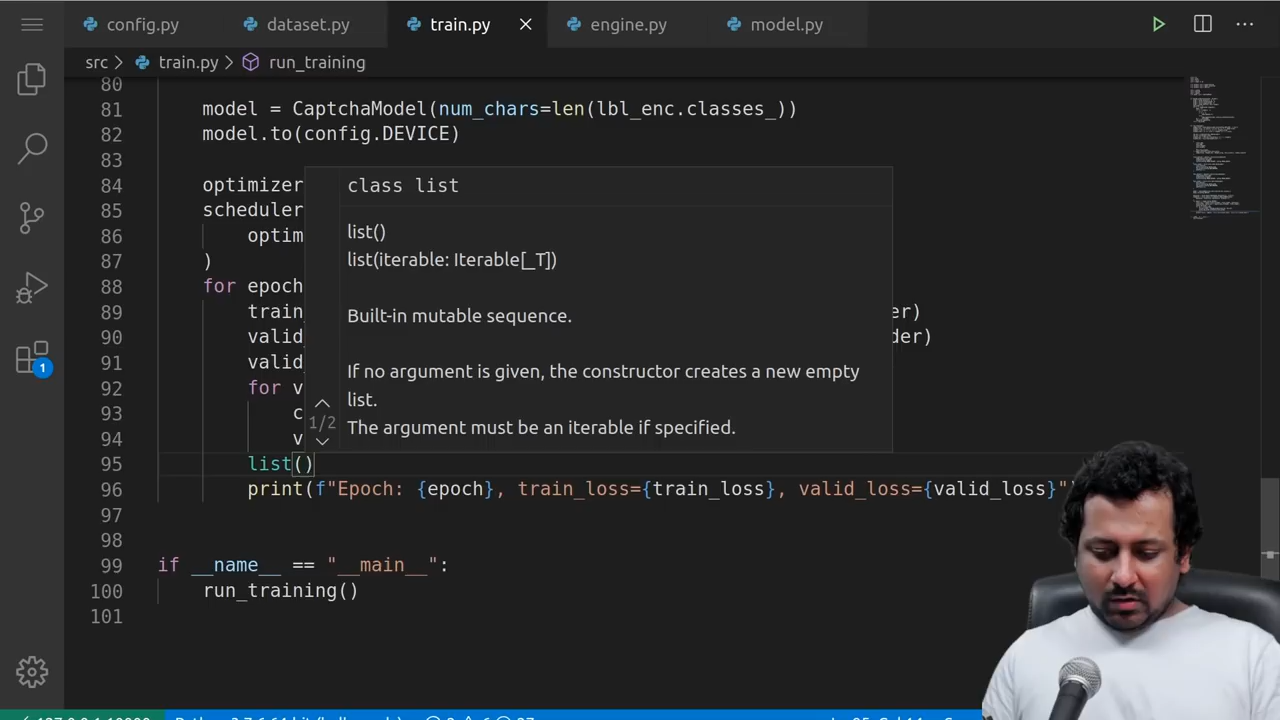 config.py dataset.py train.py engine.py model.py
src train.py run_training
80
81 model = CaptchaModel(num_chars=len(lbl_enc.classes_))
82 model.to(config.DEVICE)
83
84 optimizer
85 scheduler
86 optim
87 )
88 for epoch
89 train er)
90 valid der)
91 valid
92 for v
93 c
94 v
class list
list()
list(iterable: Iterable[_T])
Built-in mutable sequence.
If no argument is given, the constructor creates a new empty
list.
1/2
The argument must be an iterable if specified.
95 list()
96 print(f"Epoch: {epoch}, train_loss={train_loss}, valid_loss={valid_loss}")
97
98
99 if __name__ == "__main__":
100 run_training()
101
1